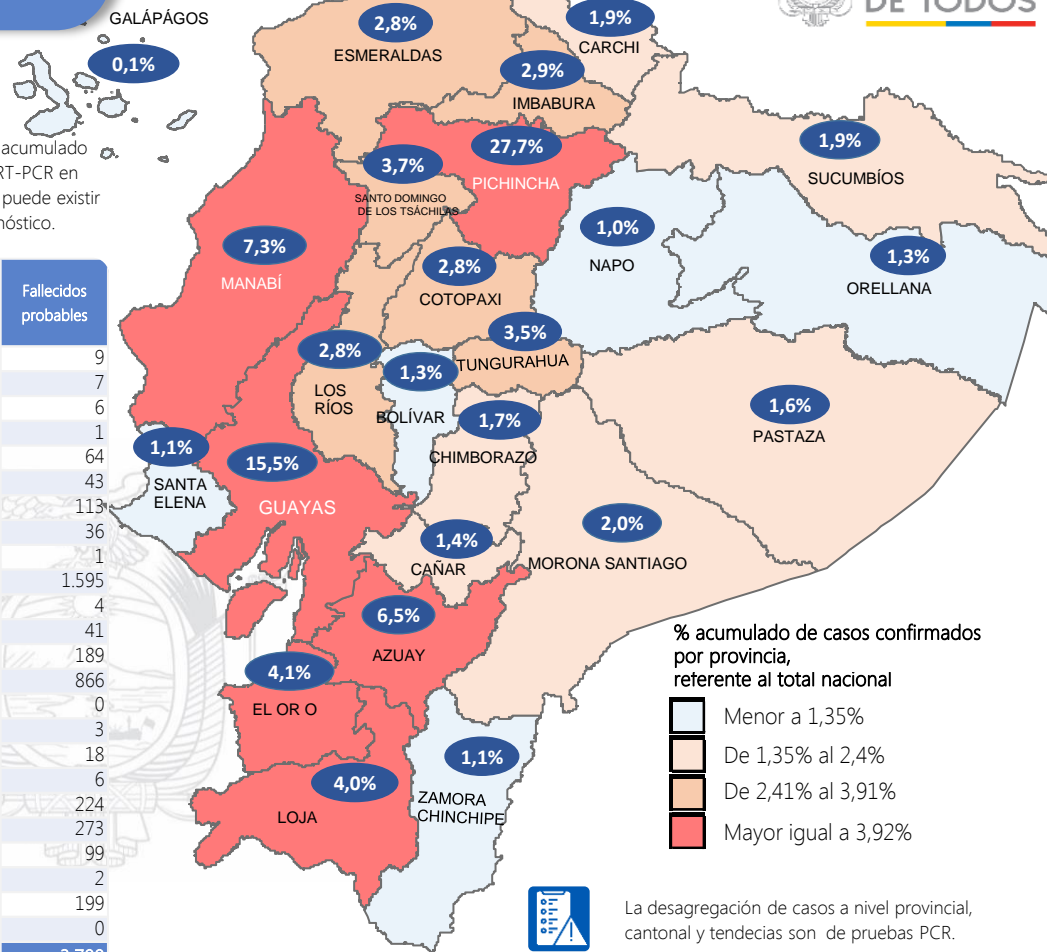 DE TODOS
GALÁPÁGOS
0,1%
2,8%
ESMERALDAS
1,9%
CARCHI
2,9%
IMBABURA
27,7%
PICHINCHA
3,7%
SANTO DOMINGO
DE LOS TSÁCHILAS
1,9%
SUCUMBÍOS
acumulado
RT-PCR en
puede existir
nóstico.
7,3%
MANABÍ
1,0%
NAPO
1,3%
ORELLANA
2,8%
COTOPAXI
3,5%
TUNGURAHUA
2,8%
LOS
RÍOS
1,3%
BOLÍVAR
1,7%
CHIMBORAZO
1,6%
PASTAZA
1,1%
SANTA
ELENA
15,5%
GUAYAS
1,4%
CAÑAR
2,0%
MORONA SANTIAGO
6,5%
AZUAY
4,1%
EL OR O
4,0%
LOJA
1,1%
ZAMORA
CHINCHIPE
Fallecidos
probables
9
7
6
1
64
43
113
36
1
1.595
4
41
189
866
0
3
18
6
224
273
99
2
199
0
% acumulado de casos confirmados
por provincia,
referente al total nacional
Menor a 1,35%
De 1,35% al 2,4%
De 2,41% al 3,91%
Mayor igual a 3,92%
La desagregación de casos a nivel provincial,
cantonal y tendecias son de pruebas PCR.